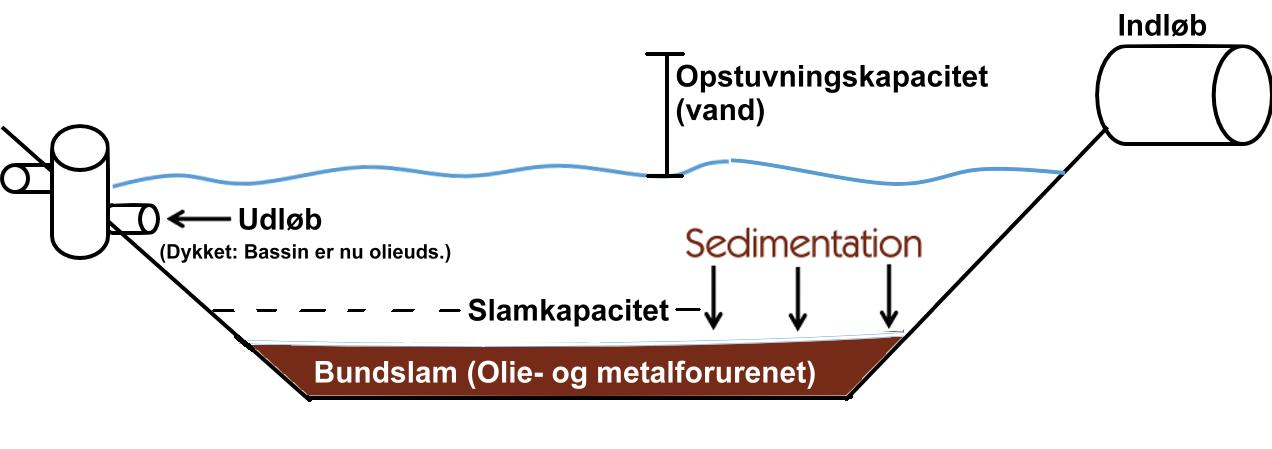 Indløb
Opstuvningskapacitet
(vand)
Udløb
(Dykket: Bassin er nu olieuds.)
Sedimentation
Slamkapacitet
Bundslam (Olie- og metalforurenet)